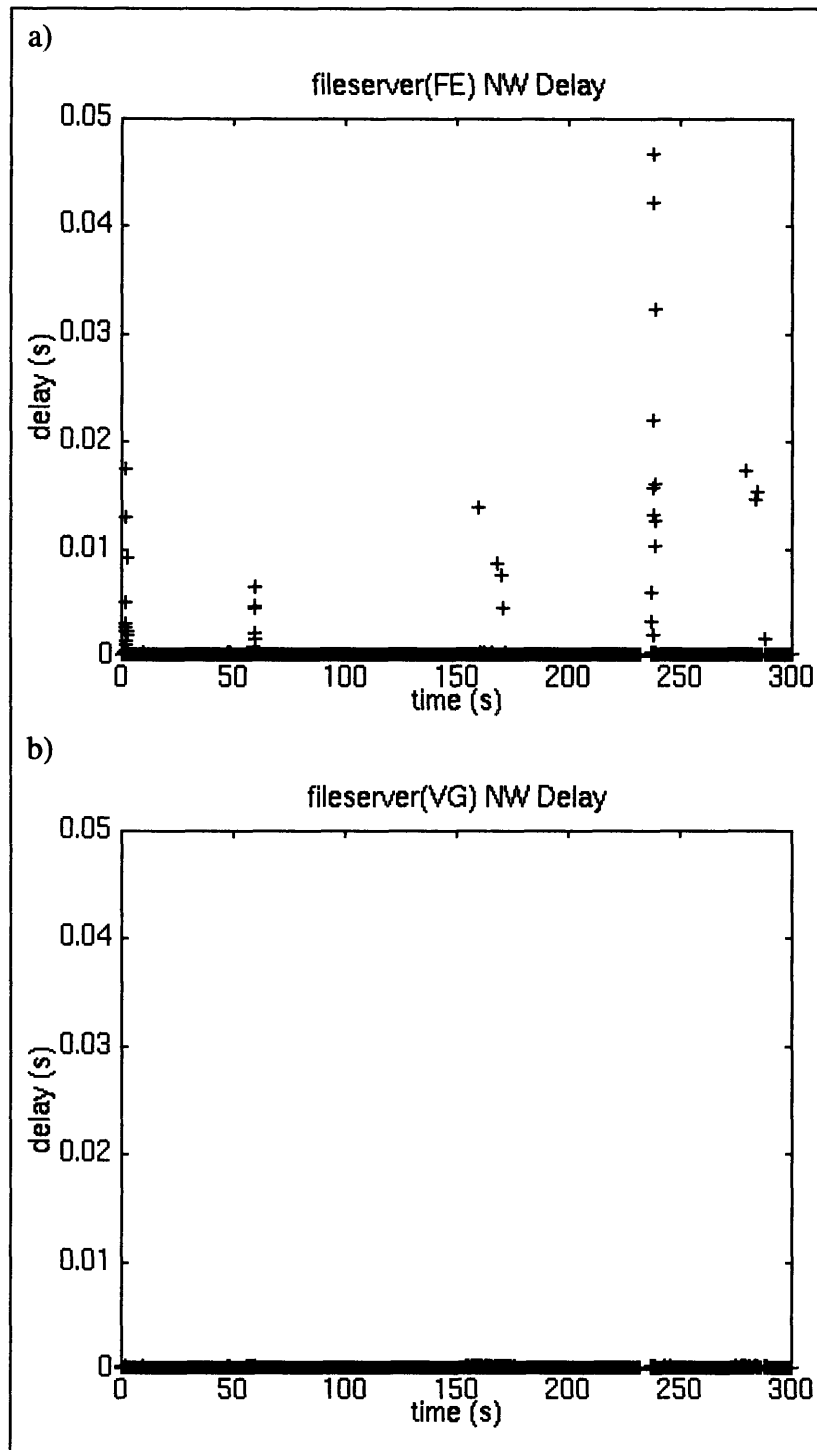 a)
fileserver(FE) NW Delay
0.05
0.04
0.03
0.02
0.01
0
delay (s)
0 50 100 150 200 250 300
time (s)
b)
fileserver(VG) NW Delay
0.05
0.04
0.03
0.02
0.01
0
delay (s)
0 50 100 150 200 250 300
time (s)